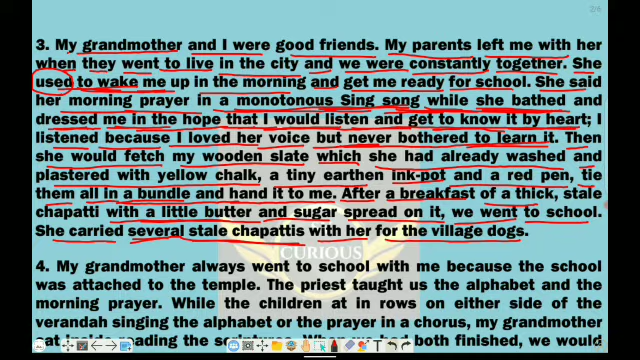 2/6
3. My grandmother and I were good friends. My parents left me with her
when they went to live in the city and we were constantly together. She
used to wake me up in the morning and get me ready for school. She said
her morning prayer in a monotonous Sing song while she bathed and
dressed me in the hope that I would listen and get to know it by heart; I
listened because I loved her voice but never bothered to learn it. Then
she would fetch my wooden slate which she had already washed and
plastered with yellow chalk, a tiny earthen ink-pot and a red pen, tie
them all in a bundle and hand it to me. After a breakfast of a thick, stale
chapatti with a little butter and sugar spread on it, we went to school.
She carried several stale chapattis with her for the village dogs.
CURIOUS
4. My grandmother always went to school with me because the school
was attached to the temple. The priest taught us the alphabet and the
morning prayer. While the children at in rows on either side of the
verandah singing the alphabet or the prayer in a chorus, my grandmother
both finished, we would